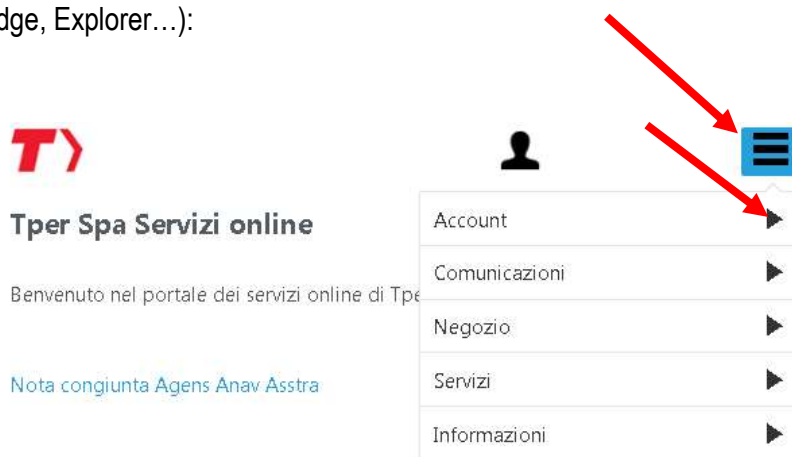 dge, Explorer…):
T
Tper Spa Servizi online
Account
Comunicazioni
Benvenuto nel portale dei servizi online di Tpe
Negozio
Nota congiunta Agens Anav Asstra
Servizi
Informazioni